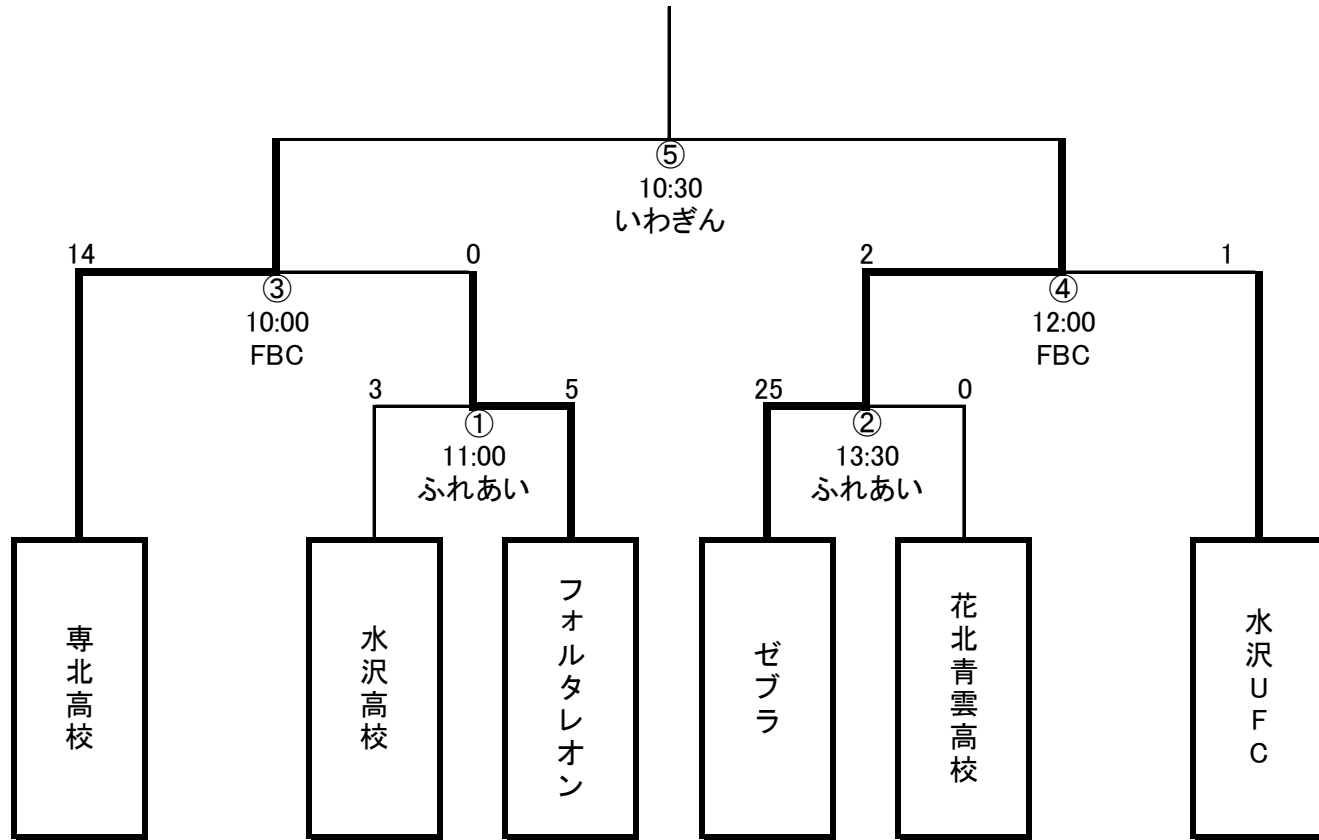 ⑤
10:30
いわぎん
14
0
2
1
③
10:00
FBC
④
12:00
FBC
3
5
25
0
①
11:00
ふれあい
②
13:30
ふれあい
専北高校
水沢高校
フォルタレオン
ゼブラ
花北青雲高校
水沢UFC